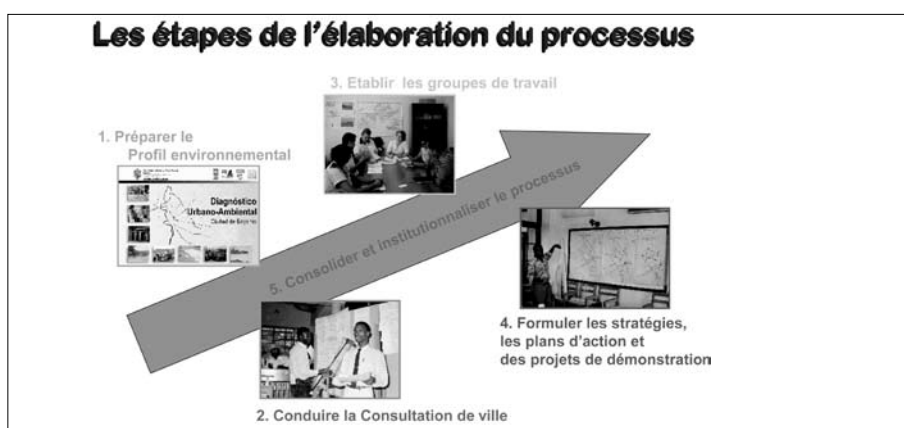 Les étapes de l'élaboration du processus
3. Etablir les groupes de travail
1. Préparer le
Profil environnemental
Diagnóstico
Urbano-Ambiental
5. Consolider et institutionnaliser le processus
4. Formuler les stratégies,
les plans d'action et
des projets de démonstration
2. Conduire la Consultation de ville